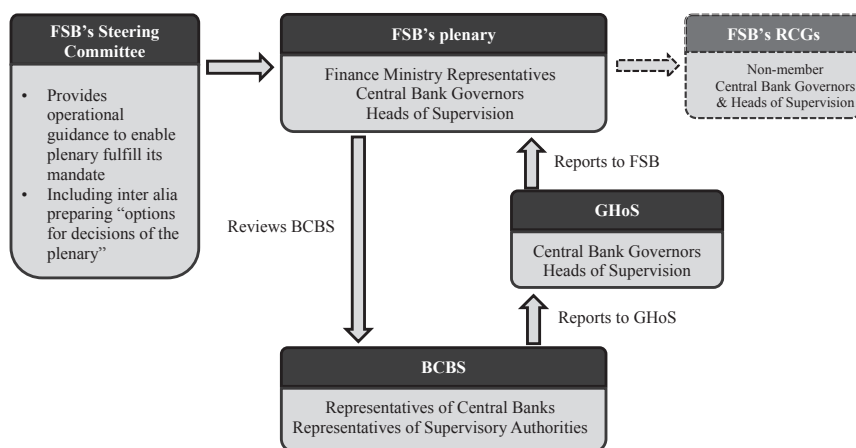 FSB's Steering
Committee
• Provides
operational
guidance to enable
plenary fulfill its
mandate
• Including inter alia
preparing “options
for decisions of the
plenary”
FSB's plenary
Finance Ministry Representatives
Central Bank Governors
Heads of Supervision
FSB's RCGs
Non-member
Central Bank Governors
& Heads of Supervision
Reviews BCBS
Reports to FSB
GHoS
Central Bank Governors
Heads of Supervision
Reports to GHoS
BCBS
Representatives of Central Banks
Representatives of Supervisory Authorities